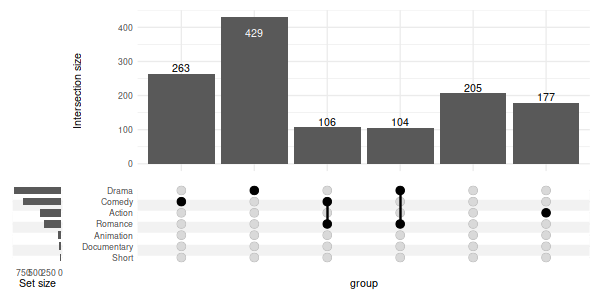 400
300
200
100
0
Intersection size
263
429
106
104
205
177
Drama
Comedy
Action
Romance
Animation
Documentary
Short
750 500 250 0
Set size
group